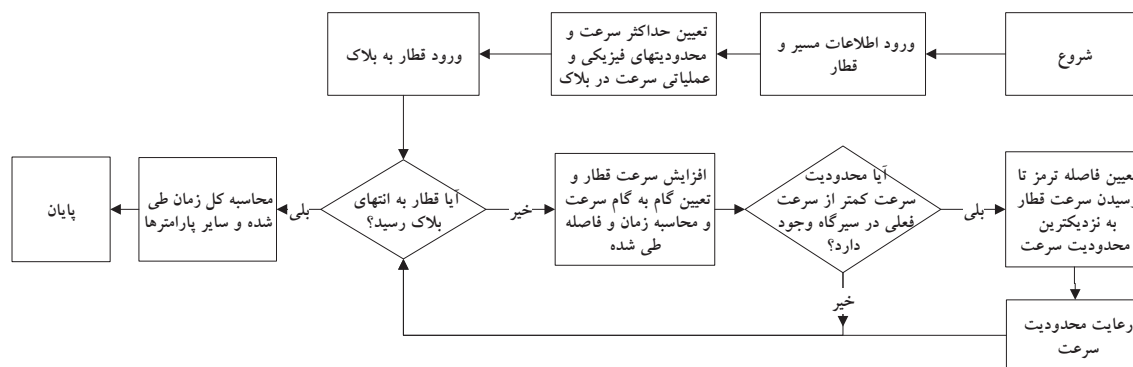 شروع
ورود اطلاعات مسیر و
قطار
تعیین حداکثر سرعت و
محدودیتهای فیزیکی و
عملیاتی سرعت در بلاک
ورود قطار به بلاک
آیا قطار به انتهای
بلاک رسید؟
بلی
محاسبه کل زمان طی
شده و سایر پارامترها
پایان
خیر
افزایش سرعت قطار و
تعیین گام به گام سرعت
و محاسبه زمان و فاصله
طی شده
آیا محدودیت
سرعت کمتر از سرعت
فعلی در سیرگاه وجود
دارد؟
بلی
تعیین فاصله ترمز تا
رسیدن سرعت قطار
به نزدیکترین
محدودیت سرعت
خیر
رعایت محدودیت
سرعت